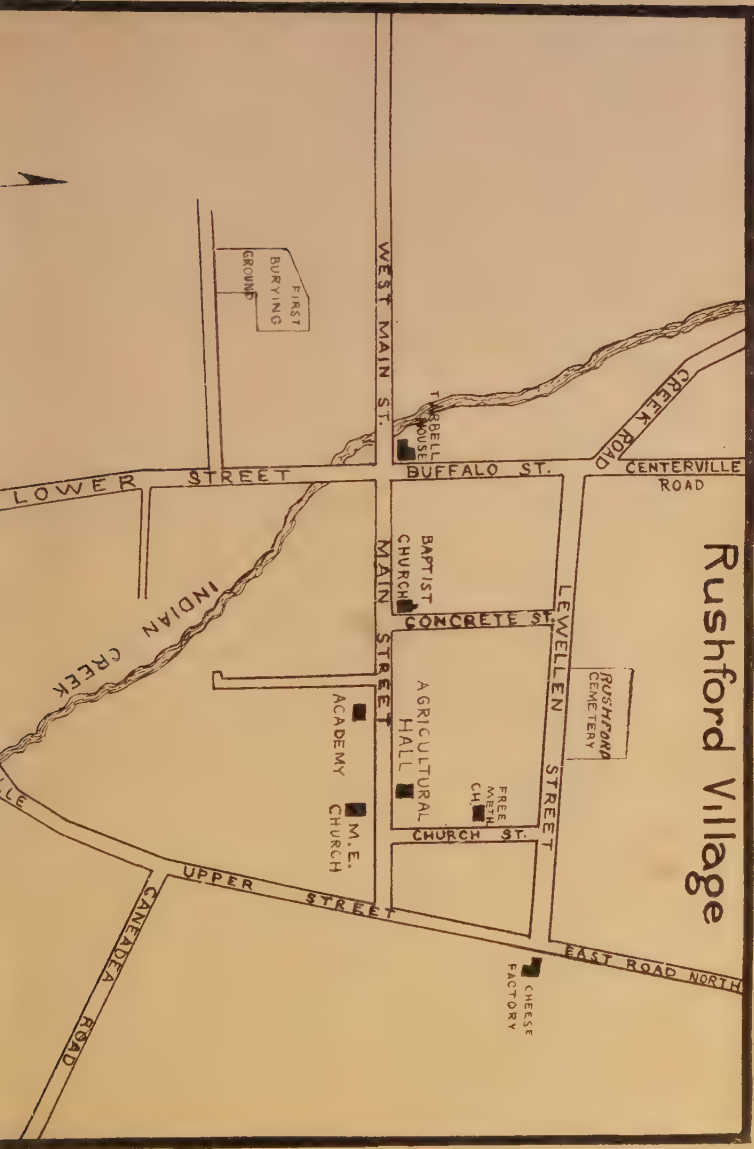 Rushford Village
CREEK ROAD
CENTERVILLE
ROAD
WEST MAIN ST.
TARBELL
HOUSE
BUFFALO ST.
FIRST
BURYING
GROUND
LOWER STREET
INDIAN CREEK
MAIN STREET
BAPTIST
CHURCH
CONCRETE ST.
LEWELLEN STREET
RUSHFORD
CEMETERY
ACADEMY
AGRICULTURAL
HALL
FREE
METH
CH.
CHURCH ST.
M.E.
CHURCH
UPPER STREET
EAST ROAD NORTH
CHEESE
FACTORY
CANEADEA ROAD
LLE